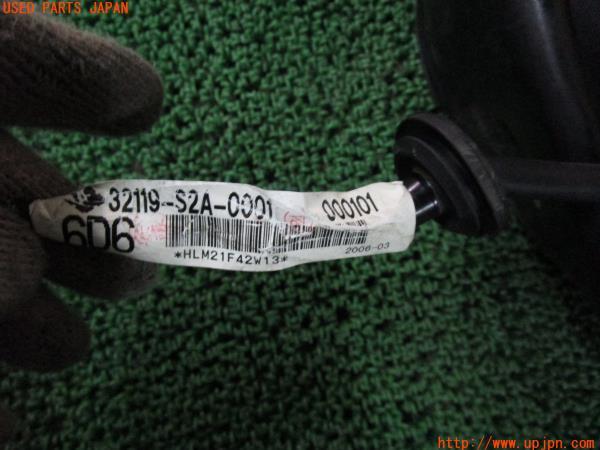 USED PARTS JAPAN
32119-S2A-0001 000101
6D6
*HLM21F42W13*
2006-03
http://www.upjpn.com/